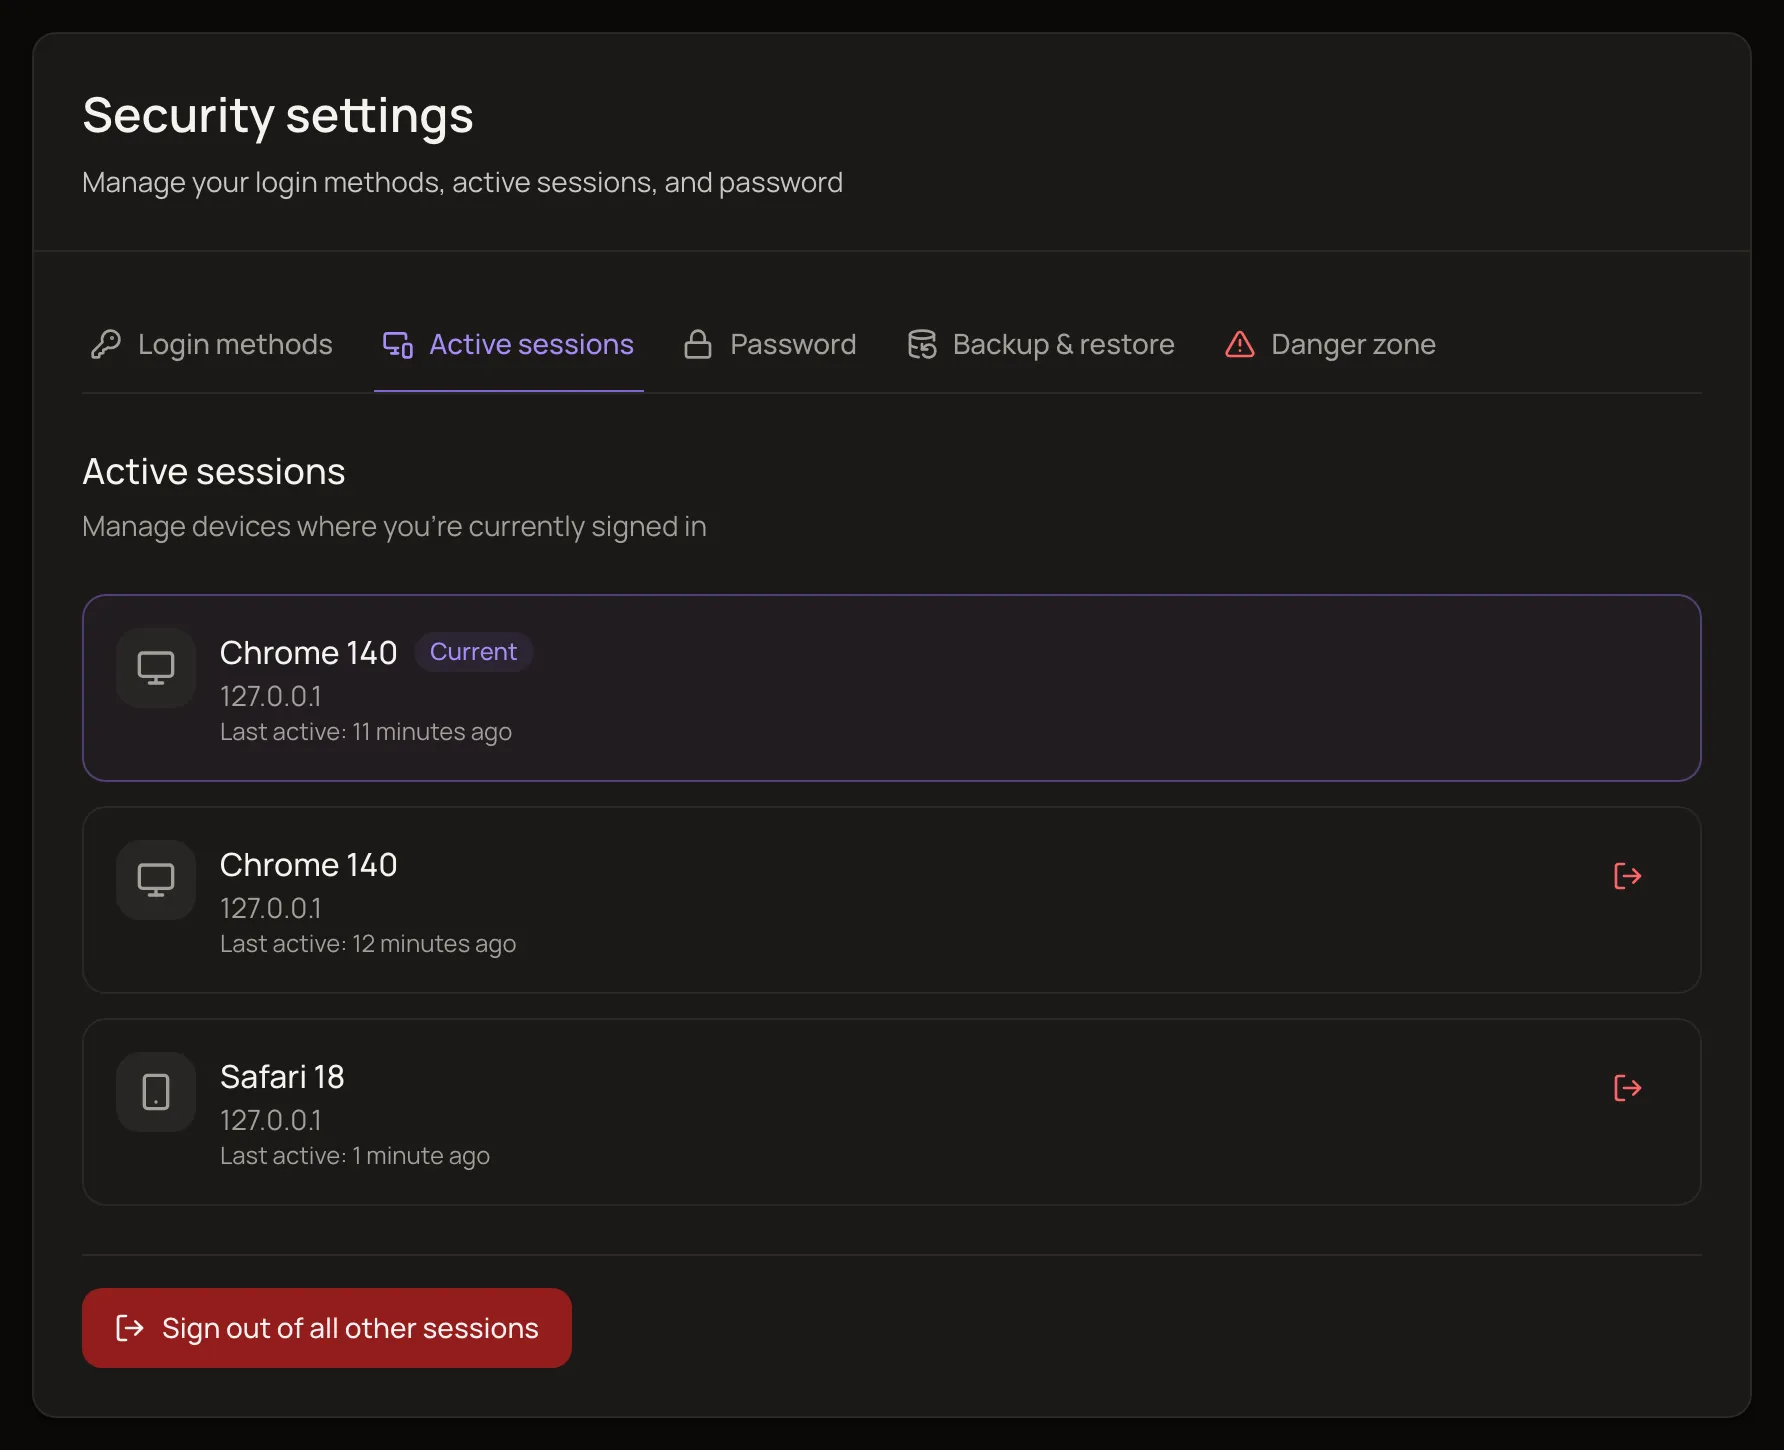 Security settings
Manage your login methods, active sessions, and password
Login methods Active sessions Password Backup & restore Danger zone
Active sessions
Manage devices where you’re currently signed in
Chrome 140 Current
127.0.0.1
Last active: 11 minutes ago
Chrome 140
127.0.0.1
Last active: 12 minutes ago
Safari 18
127.0.0.1
Last active: 1 minute ago
Sign out of all other sessions